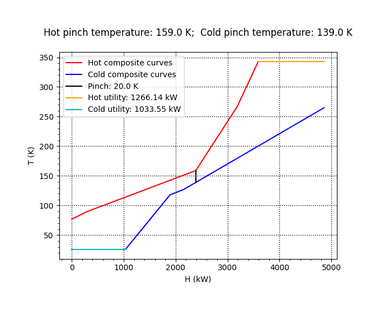 Hot pinch temperature: 159.0 K;  Cold pinch temperature: 139.0 K
Hot composite curves
Cold composite curves
Pinch: 20.0 K
Hot utility: 1266.14 kW
Cold utility: 1033.55 kW
350
300
250
200
150
100
50
T (K)
0 1000 2000 3000 4000 5000
H (kW)